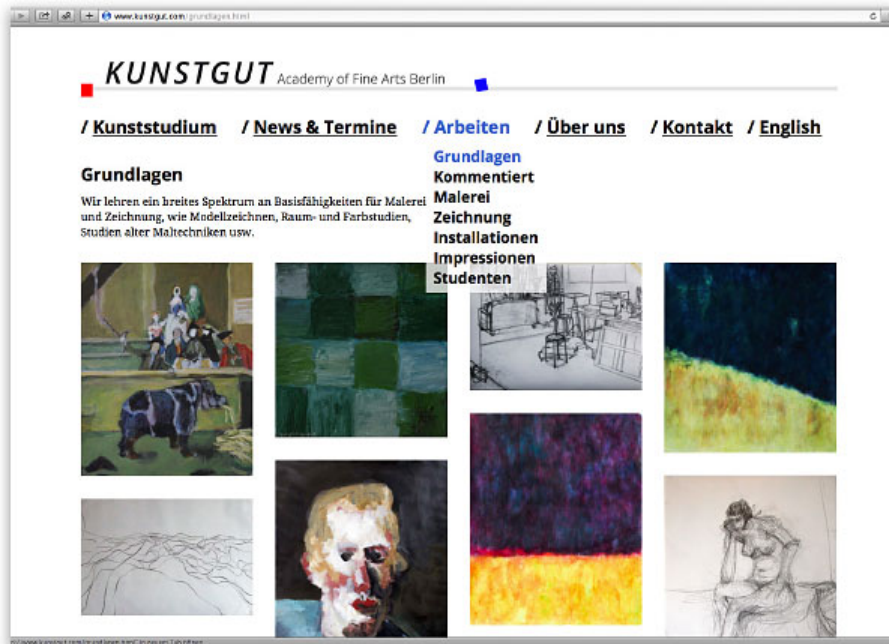 www.kunstgut.com/grundlagen.html
KUNSTGUT Academy of Fine Arts Berlin
/ Kunststudium / News & Termine / Arbeiten / Über uns / Kontakt / English
Grundlagen
Kommentiert
Malerei
Zeichnung
Installationen
Impressionen
Studenten
Grundlagen
Wir lehren ein breites Spektrum an Basisfähigkeiten für Malerei
und Zeichnung, wie Modellzeichnen, Raum- und Farbstudien,
Studien alter Maltechniken usw.